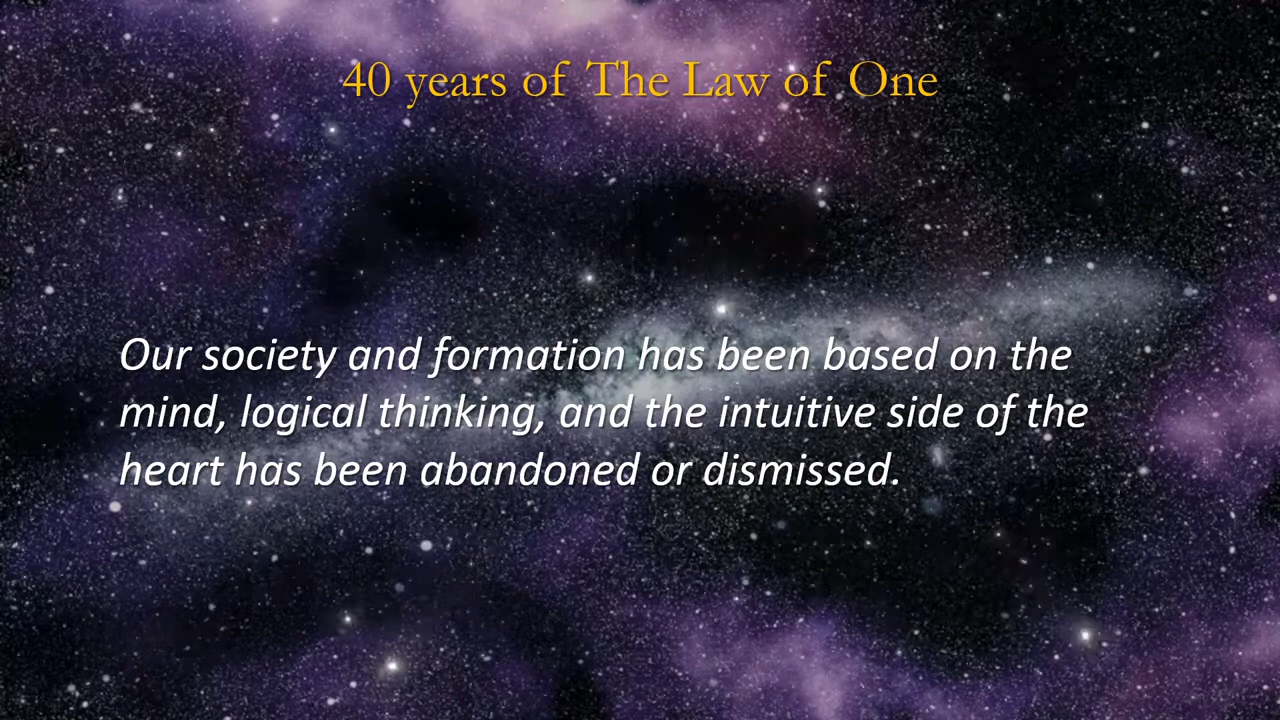 40 years of The Law of One
Our society and formation has been based on the
mind, logical thinking, and the intuitive side of the
heart has been abandoned or dismissed.